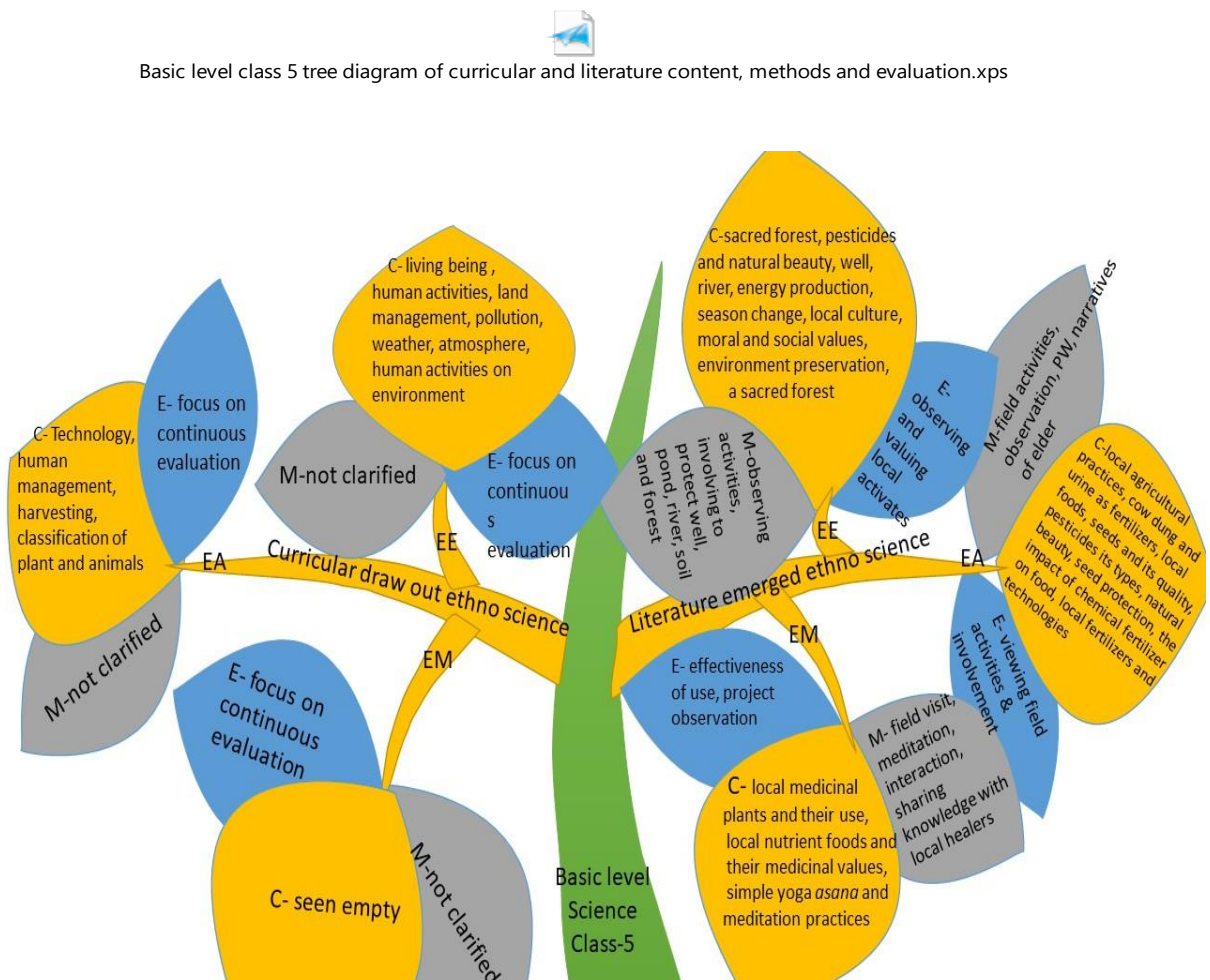 Basic level class 5 tree diagram of curricular and literature content, methods and evaluation.xps
C- Technology,
human
management,
harvesting,
classification of
plant and animals
E- focus on
continuous
evaluation
M-not clarified
EA
C- living being ,
human activities, land
management, pollution,
weather, atmosphere,
human activities on
environment
M-not clarified
E- focus on
continuou
s
evaluation
EE
Curricular draw out ethno science
EM
E- focus on
continuous
evaluation
C- seen empty
M-not clarified
Basic level
Science
Class-5
C-sacred forest, pesticides
and natural beauty, well,
river, energy production,
season change, local culture,
moral and social values,
environment preservation,
a sacred forest
M-observing
activities,
involving to
protect well,
pond, river, soil
and forest
E-
observing
and
valuing
local
activates
EE
Literature emerged ethno science
M-field activities,
observation, PW, narratives
of elder
EA
C-local agricultural
practices, cow dung and
urine as fertilizers, local
foods, seeds and its quality,
pesticides its types, natural
beauty, seed protection, the
impact of chemical fertilizer
on food, local fertilizers and
technologies
E- viewing field
activities &
involvement
EM
E- effectiveness
of use, project
observation
C- local medicinal
plants and their use,
local nutrient foods and
their medicinal values,
simple yoga asana and
meditation practices
M- field visit,
meditation,
interaction,
sharing
knowledge with
local healers